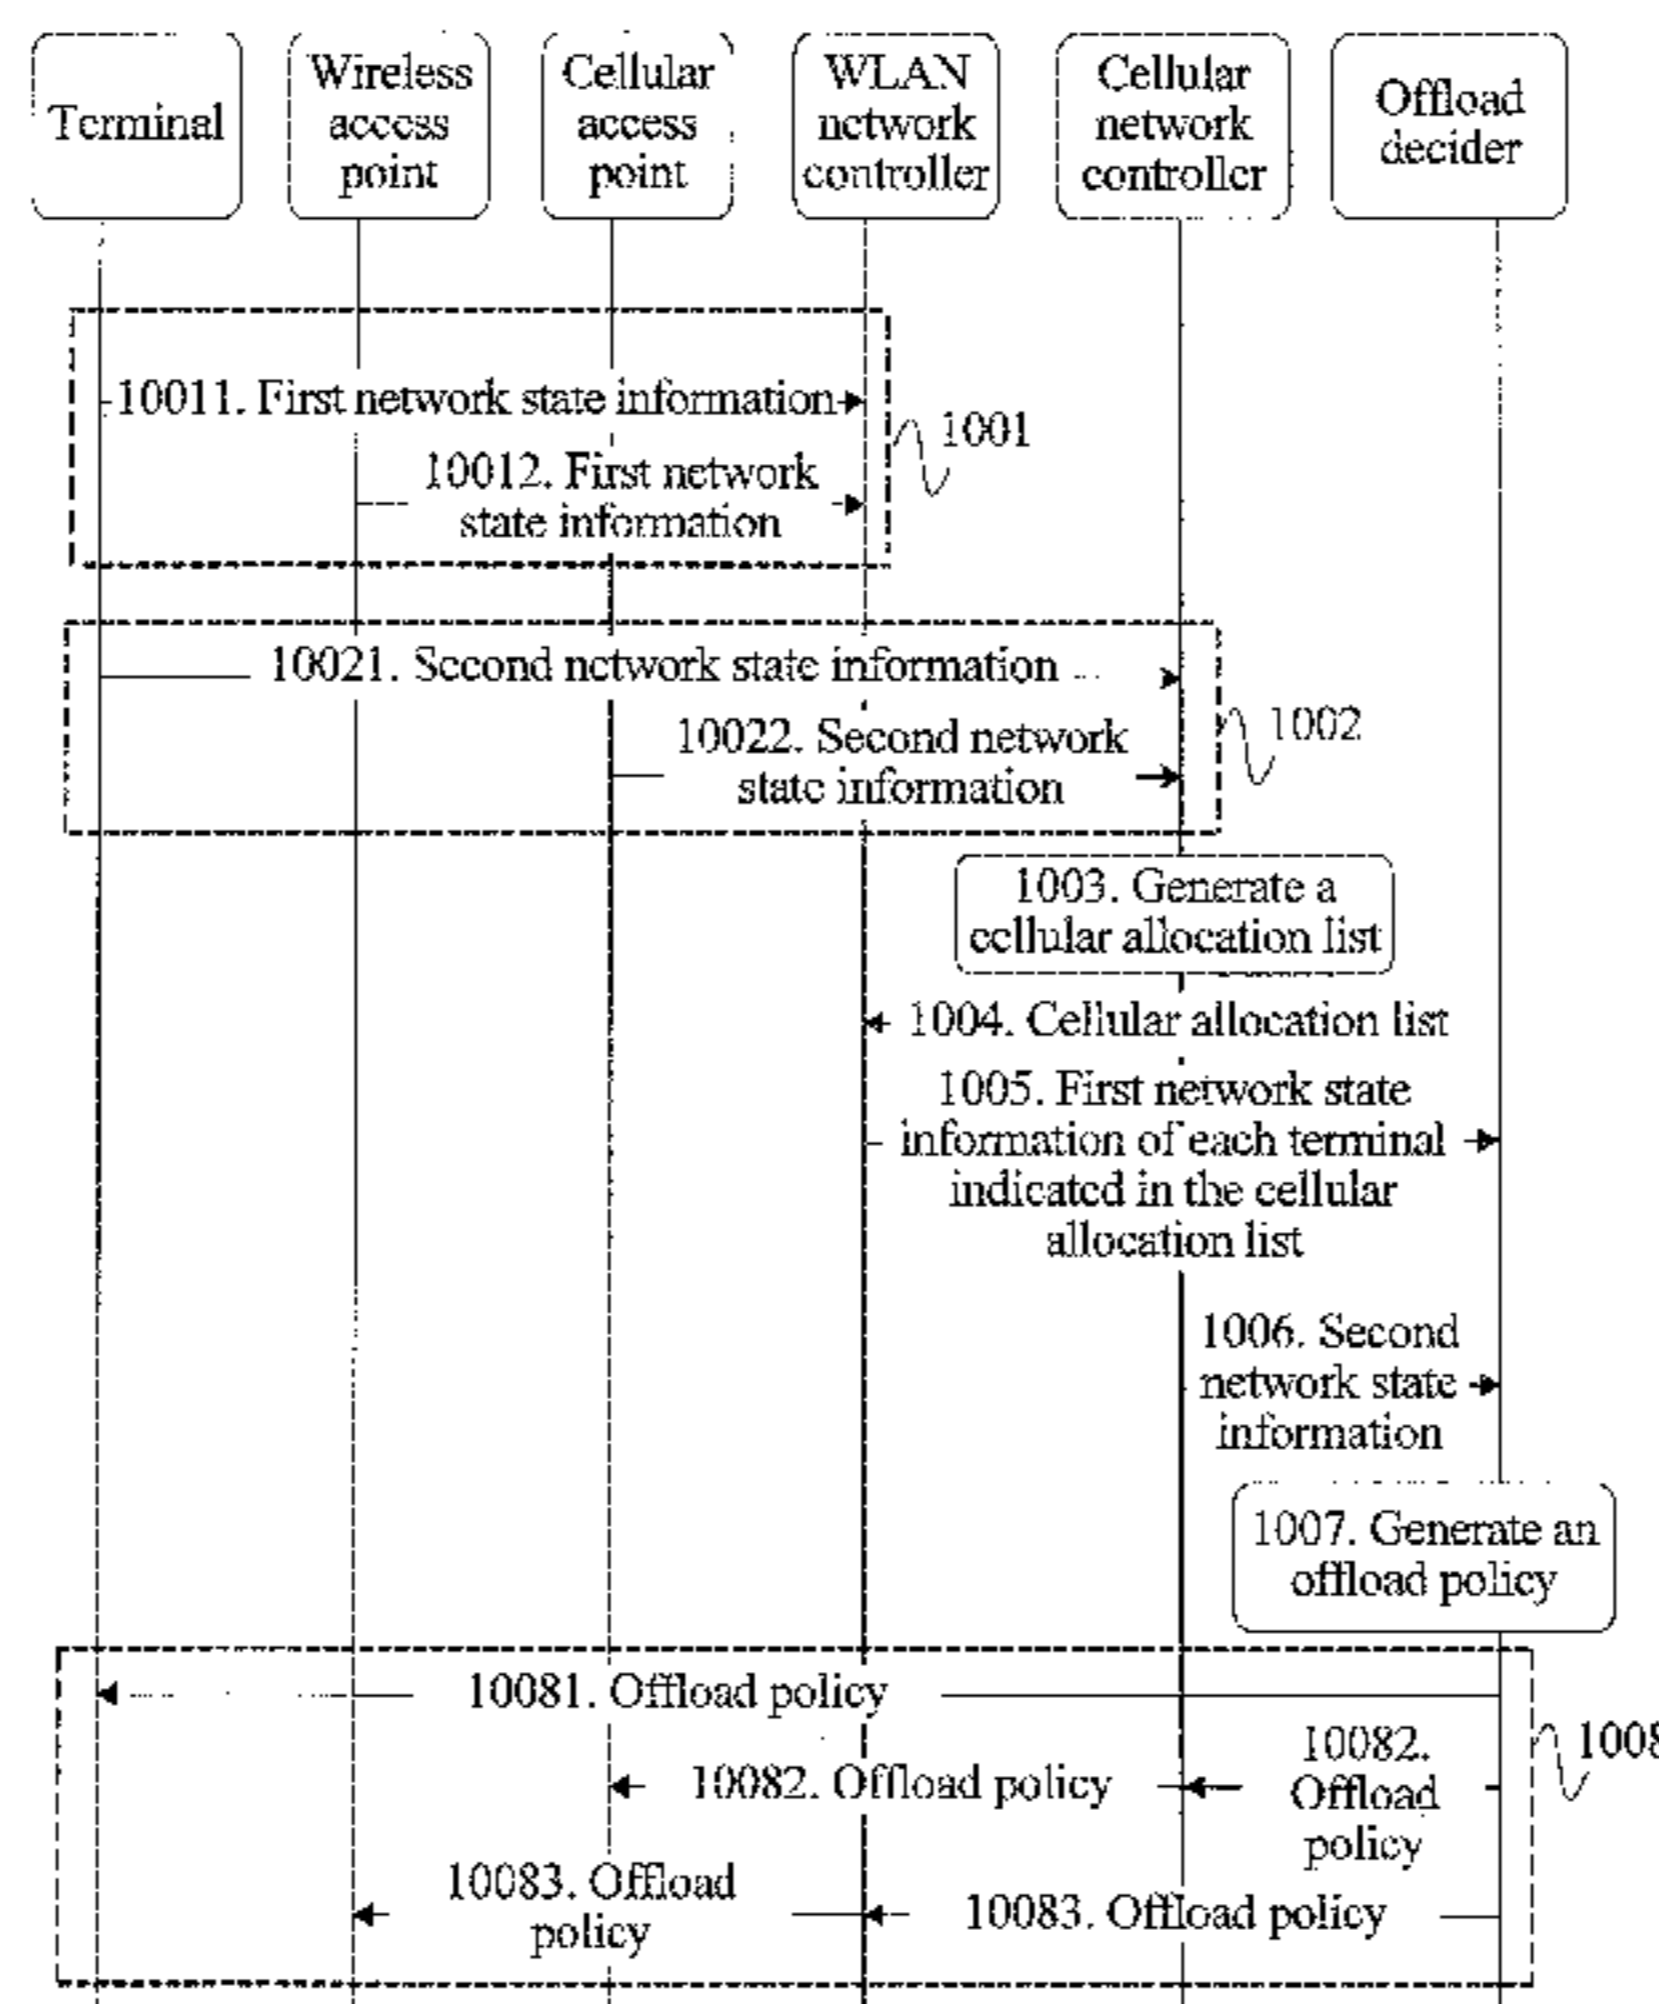 Terminal
Wireless
access
point
Cellular
access
point
WLAN
network
controller
Cellular
network
controller
Offload
decider
10011. First network state information
1001
10012. First network
state information
10021. Second network state information
1002
10022. Second network
state information
1003. Generate a
cellular allocation list
1004. Cellular allocation list
1005. First network state
information of each terminal
indicated in the cellular
allocation list
1006. Second
network state
information
1007. Generate an
offload policy
10081. Offload policy
1008
10082. Offload policy
10082.
Offload
policy
10083. Offload
policy
10083. Offload policy